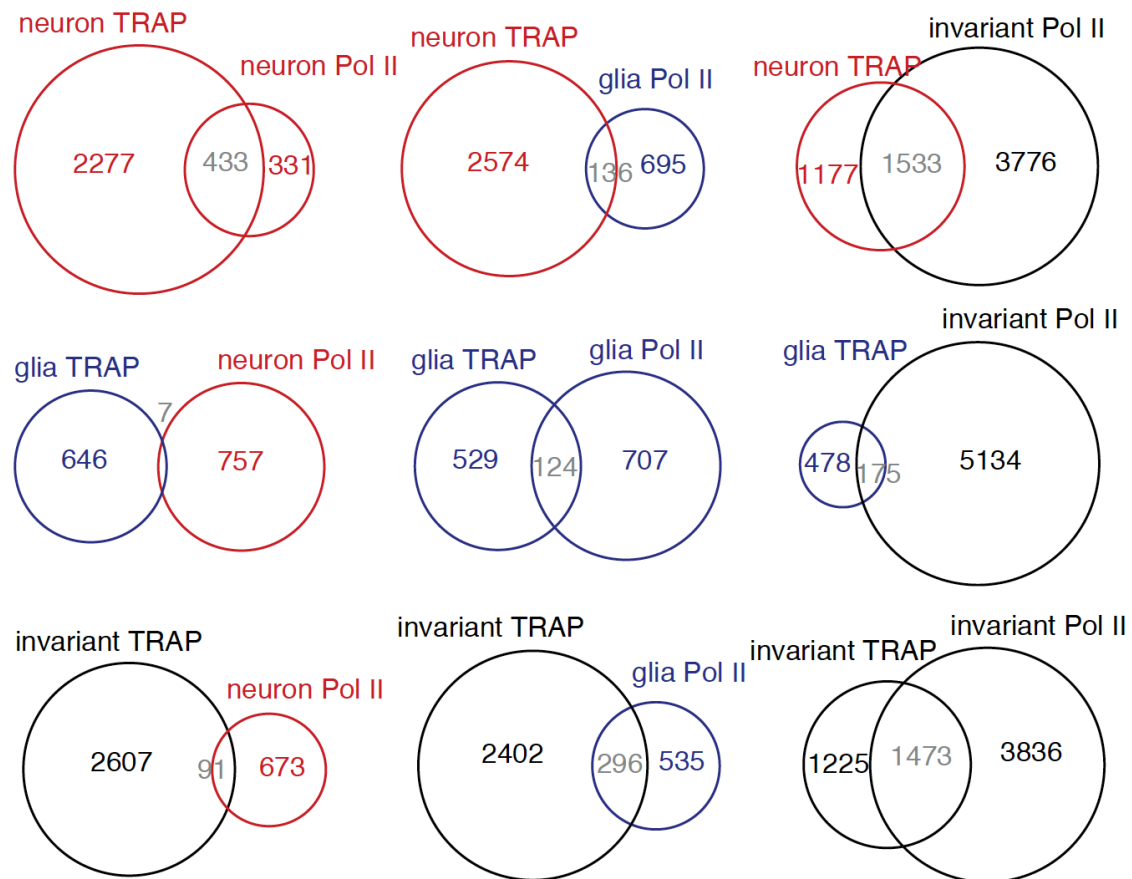 neuron TRAP
neuron Pol II
2277
433
331
neuron TRAP
glia Pol II
2574
136
695
invariant Pol II
neuron TRAP
1177
1533
3776
glia TRAP
neuron Pol II
646
7
757
glia TRAP
glia Pol II
529
124
707
invariant Pol II
glia TRAP
478
175
5134
invariant TRAP
neuron Pol II
2607
91
673
invariant TRAP
glia Pol II
2402
296
535
invariant Pol II
invariant TRAP
1225
1473
3836